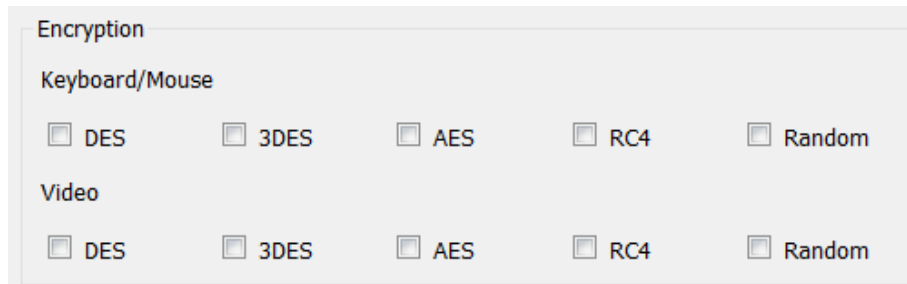 Encryption
Keyboard/Mouse
DES 3DES AES RC4 Random
Video
DES 3DES AES RC4 Random